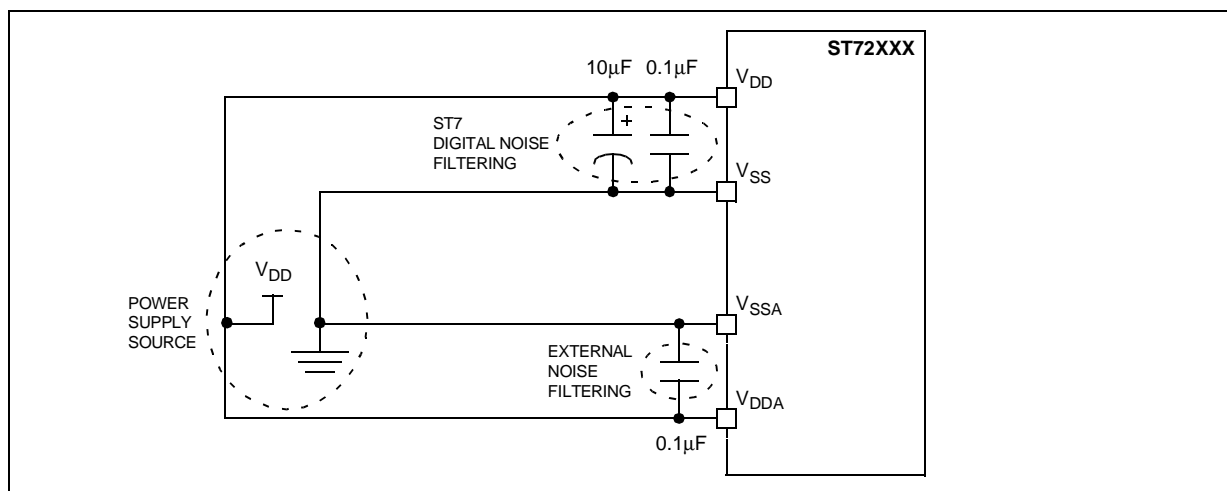 ST72XXX
10μF 0.1μF
VDD
ST7
DIGITAL NOISE
FILTERING
+
VSS
VDD
POWER
SUPPLY
SOURCE
VSSA
EXTERNAL
NOISE
FILTERING
VDDA
0.1μF